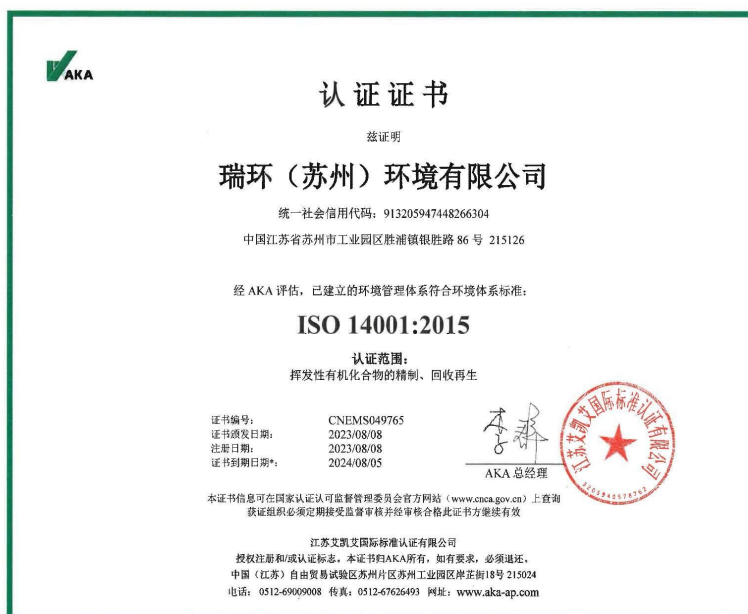 AKA
认证证书
兹证明
瑞环（苏州）环境有限公司
统一社会信用代码：913205947448266304
中国江苏省苏州市工业园区胜浦镇银胜路 86 号 215126
经 AKA 评估，已建立的环境管理体系符合环境体系标准：
ISO 14001:2015
认证范围：
挥发性有机化合物的精制、回收再生
证书编号： CNEMS049765
证书颁发日期： 2023/08/08
注册日期： 2023/08/08
证书到期日期*： 2024/08/05
AKA 总经理
江苏艾凯艾国际标准认证有限公司
3205940578762
本证书信息可在国家认证认可监督管理委员会官方网站（www.cnca.gov.cn）上查询
获证组织必须定期接受监督审核并经审核合格此证书方继续有效
江苏艾凯艾国际标准认证有限公司
授权注册和/或认证标志。本证书归AKA所有，如有要求，必须退还。
中国（江苏）自由贸易试验区苏州片区苏州工业园区岸芷街18号 215024
电话： 0512-69009008 传真： 0512-67626493 网址： www.aka-ap.com